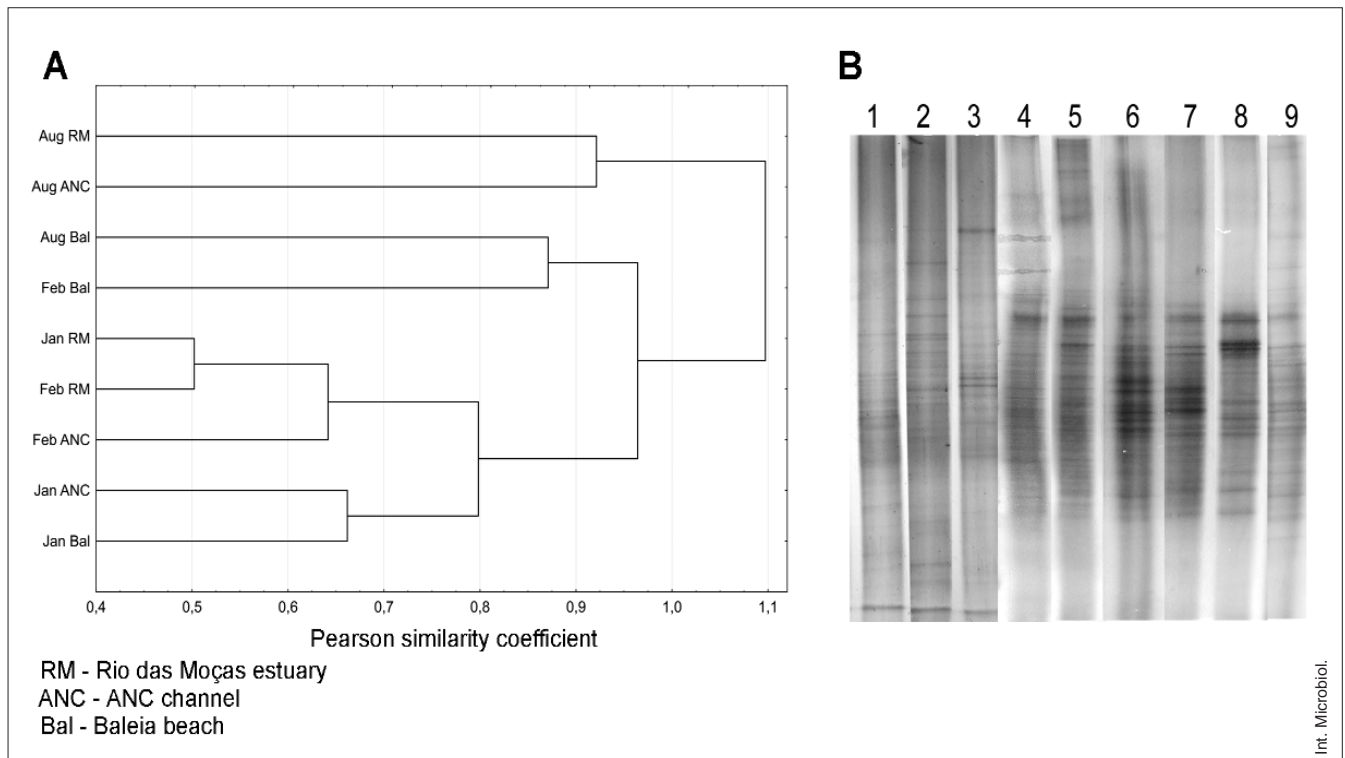 A
Aug RM
Aug ANC
Aug Bal
Feb Bal
Jan RM
Feb RM
Feb ANC
Jan ANC
Jan Bal
0,4 0,5 0,6 0,7 0,8 0,9 1,0 1,1
Pearson similarity coefficient
RM - Rio das Moças estuary
ANC - ANC channel
Bal - Baleia beach
B
1 2 3 4 5 6 7 8 9
Int. Microbiol.